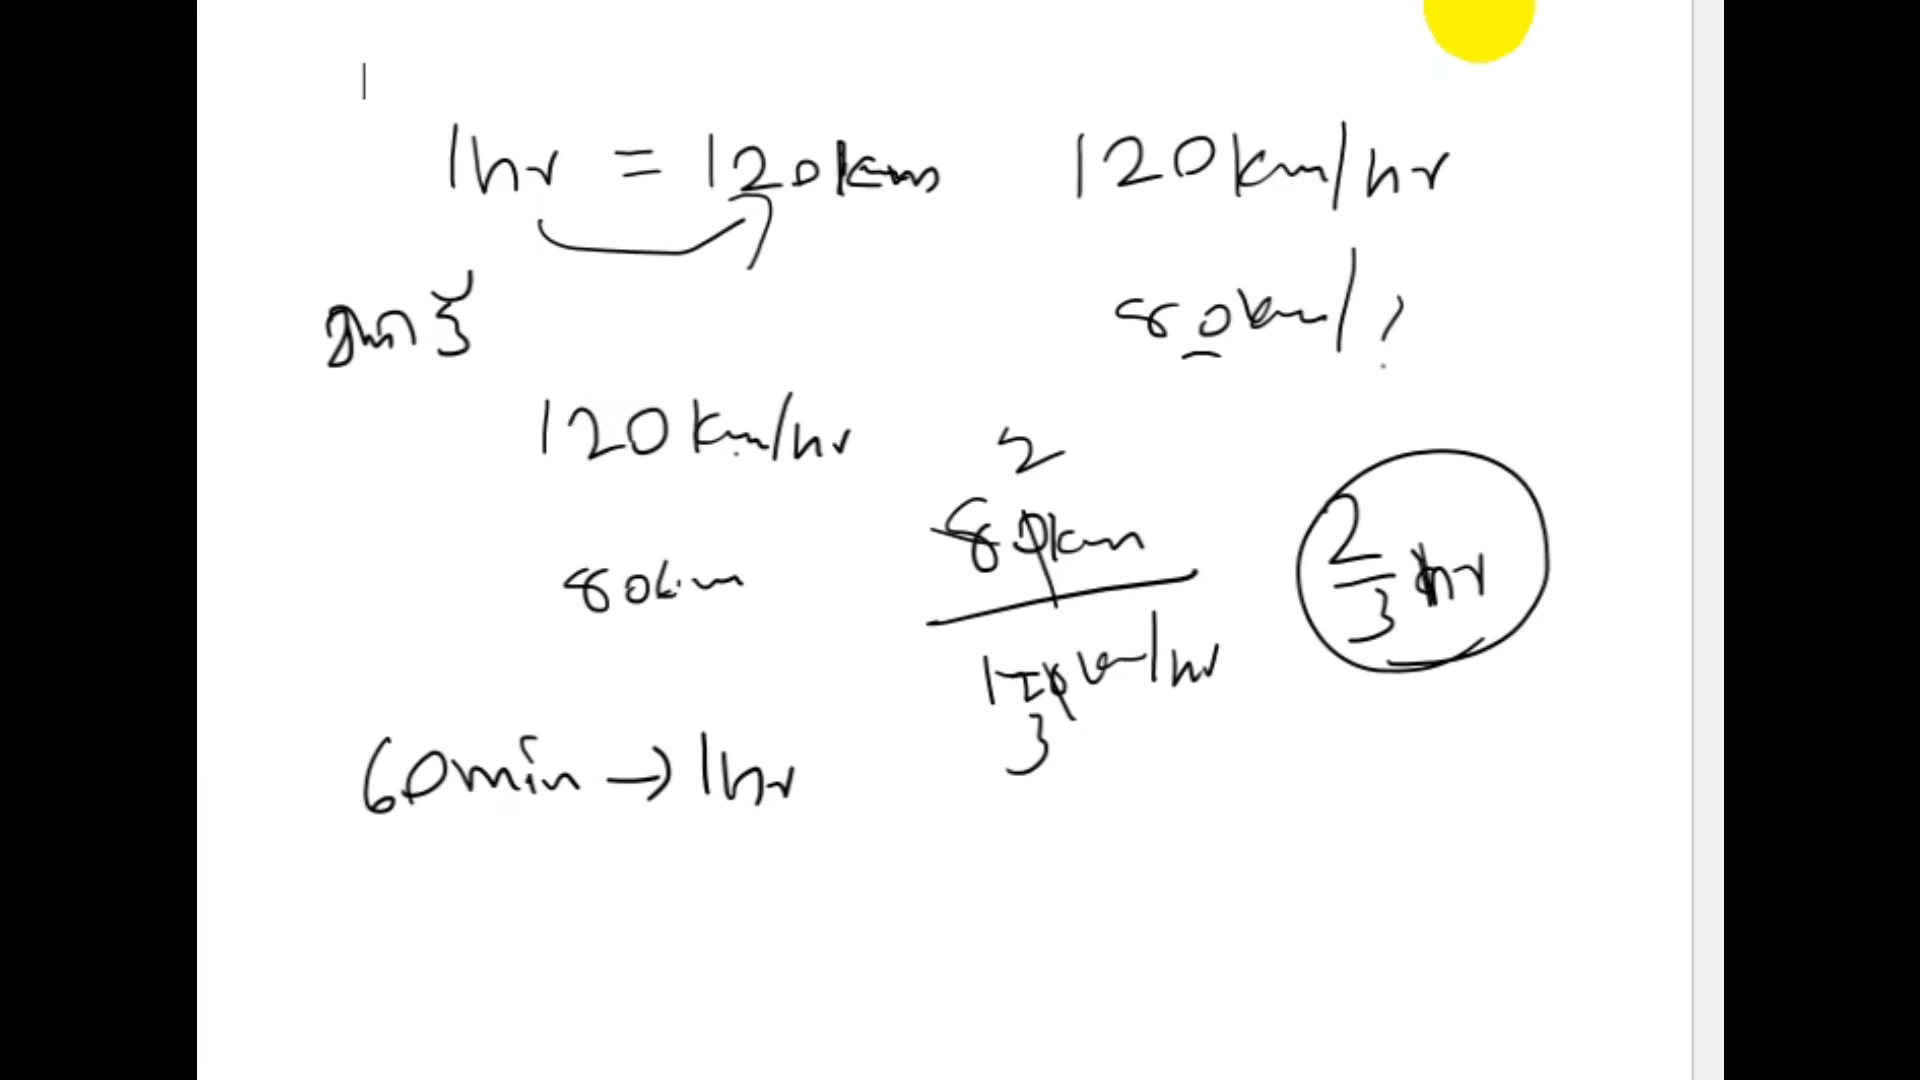 1hr = 120km 120km/hr
80km/?
120km/hr
2
80km
80km
120km/hr
3
2/3 hr
60min → 1hr